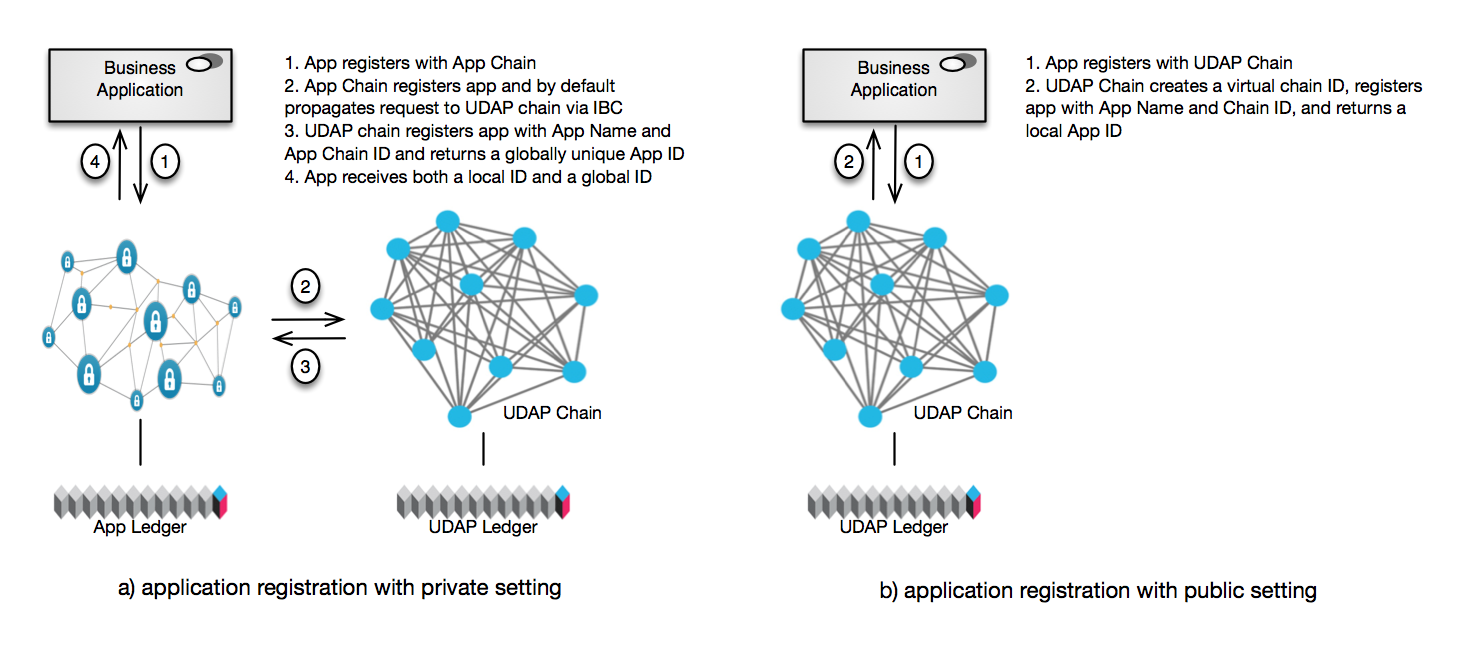 Business
Application
1. App registers with App Chain
2. App Chain registers app and by default
propagates request to UDAP chain via IBC
3. UDAP chain registers app with App Name and
App Chain ID and returns a globally unique App ID
4. App receives both a local ID and a global ID
4
1
2
3
UDAP Chain
App Ledger
UDAP Ledger
a) application registration with private setting
Business
Application
1. App registers with UDAP Chain
2. UDAP Chain creates a virtual chain ID, registers
app with App Name and Chain ID, and returns a
local App ID
2
1
UDAP Chain
UDAP Ledger
b) application registration with public setting